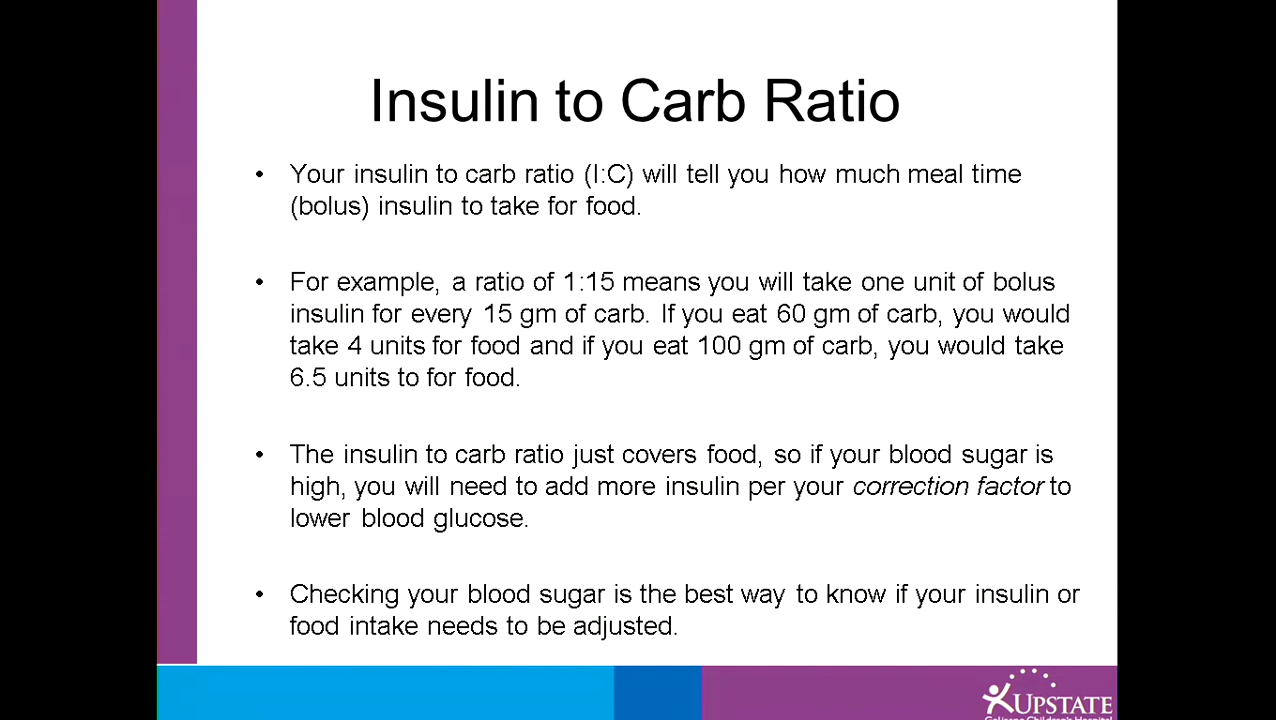 Insulin to Carb Ratio
• Your insulin to carb ratio (I:C) will tell you how much meal time
(bolus) insulin to take for food.
• For example, a ratio of 1:15 means you will take one unit of bolus
insulin for every 15 gm of carb. If you eat 60 gm of carb, you would
take 4 units for food and if you eat 100 gm of carb, you would take
6.5 units to for food.
• The insulin to carb ratio just covers food, so if your blood sugar is
high, you will need to add more insulin per your correction factor to
lower blood glucose.
• Checking your blood sugar is the best way to know if your insulin or
food intake needs to be adjusted.
UPSTATE